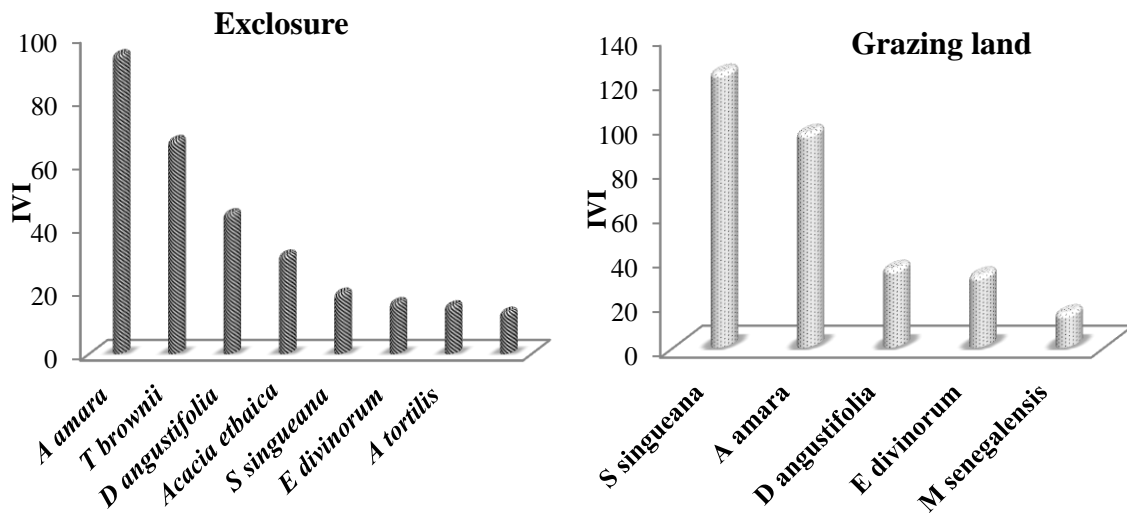 Exclosure
100
80
60
40
20
0
IVI
A amara
T brownii
D angustifolia
Acacia etbaica
S singueana
E divinorum
A tortilis
Grazing land
140
120
100
80
60
40
20
0
IVI
S singueana
A amara
D angustifolia
E divinorum
M senegalensis